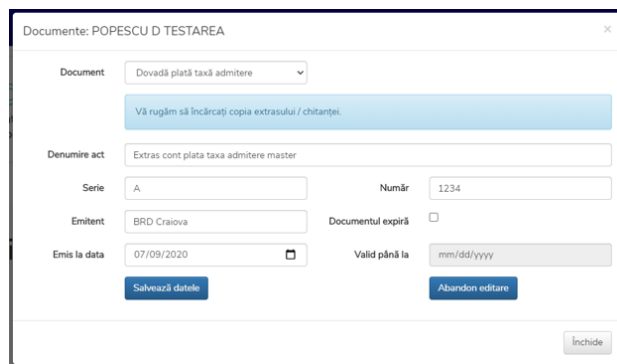 Documente: POPESCU D TESTAREA ×
Document Dovadă plată taxă admitere
Vă rugăm să încărcați copia extrasului / chitanței.
Denumire act Extras cont plata taxa admitere master
Serie A Număr 1234
Emitent BRD Craiova Documentul expiră
Emis la data 07/09/2020 Valid până la mm/dd/yyyy
Salvează datele Abandon editare
Închide